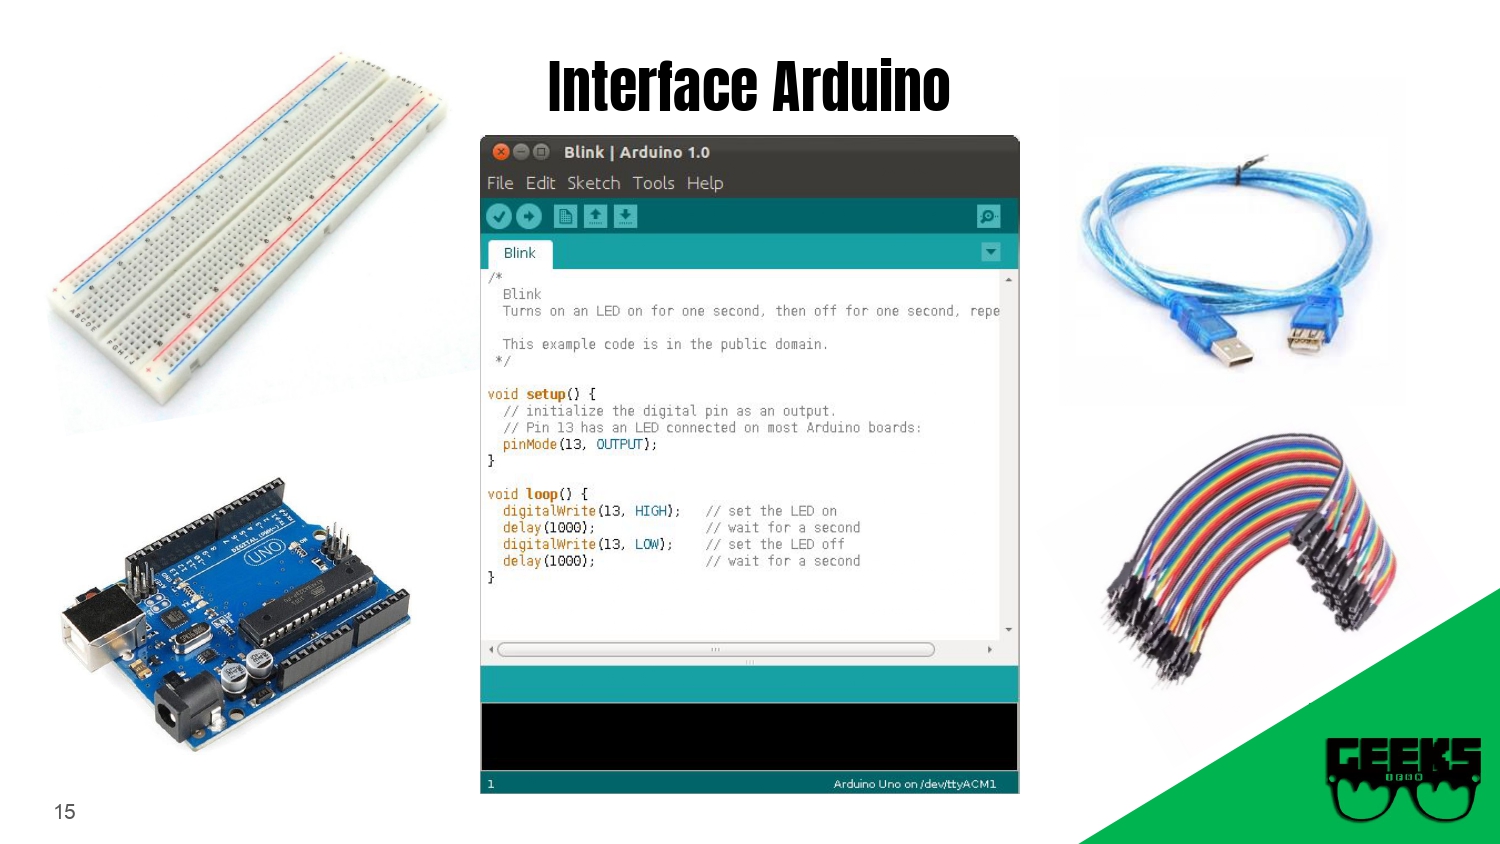 Interface Arduino
Blink | Arduino 1.0
File Edit Sketch Tools Help
Blink
/*
Blink
Turns on an LED on for one second, then off for one second, repe
This example code is in the public domain.
*/
void setup() {
// initialize the digital pin as an output.
// Pin 13 has an LED connected on most Arduino boards:
pinMode(13, OUTPUT);
}
void loop() {
digitalWrite(13, HIGH); // set the LED on
delay(1000); // wait for a second
digitalWrite(13, LOW); // set the LED off
delay(1000); // wait for a second
}
1 Arduino Uno on /dev/ttyACM1
UNO
GEEKS
15